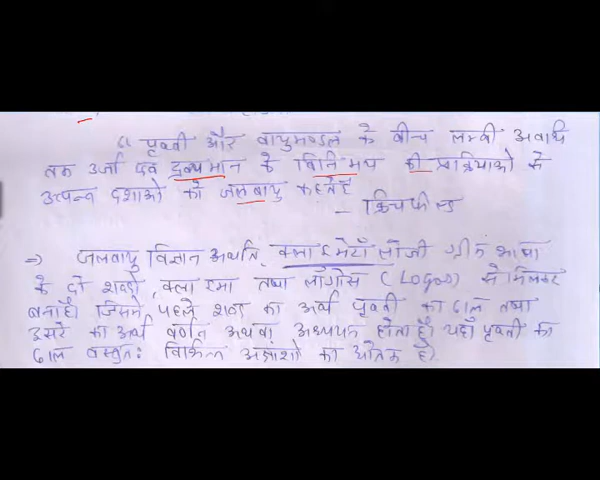 " पृथ्वी और वायुमण्डल के बीच लम्बी अवधि
तक उर्जा एवं द्रव्यमान के विनिमय की प्रक्रियाओं से
उत्पन्न दशाओं को जलवायु कहते हैं
- क्रिचफील्ड
⇒ जलवायु विज्ञान अर्थात् क्लाइमेटोलॉजी ग्रीक भाषा
के दो शब्दों, क्लाइमा तथा लॉगोस (LOGOS) से मिलकर
बना है। जिसमें पहले शब्द का अर्थ पृथ्वी का ढाल तथा
दूसरे का अर्थ वर्णन अथवा अध्ययन होता है। यहाँ पृथ्वी का
ढाल वस्तुतः विभिन्न अक्षांशो का द्योतक है।